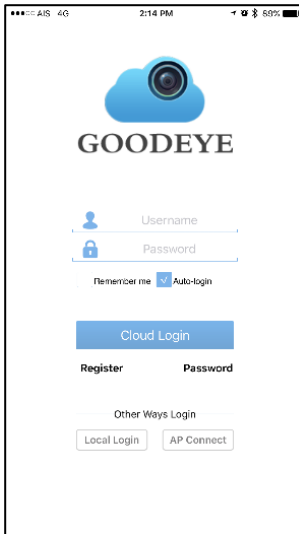 AIS 4G 2:14 PM 89%
GOODEYE
Username
Password
Remember me Auto-login
Cloud Login
Register Password
Other Ways Login
Local Login AP Connect